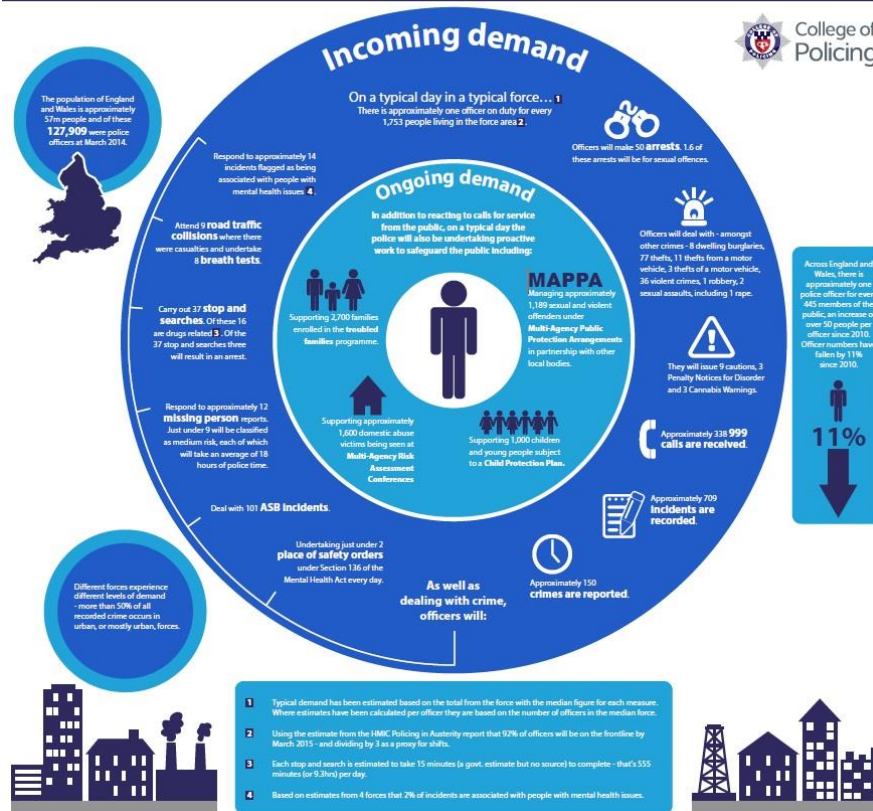 Incoming demand
College of
Policing
The population of England
and Wales is approximately
57m people and of these
127,909 were police
officers at March 2014.
On a typical day in a typical force... 1
There is approximately one officer on duty for every
1,753 people living in the force area 2 .
Officers will make 50 arrests. 1.6 of
these arrests will be for sexual offences.
Officers will deal with - amongst
other crimes - 8 dwelling burglaries,
77 thefts, 11 thefts from a motor
vehicle, 3 thefts of a motor vehicle,
36 violent crimes, 1 robbery, 2
sexual assaults, including 1 rape.
They will issue 9 cautions, 3
Penalty Notices for Disorder
and 3 Cannabis Warnings.
Approximately 338 999
calls are received.
Approximately 709
incidents are
recorded.
Approximately 150
crimes are reported.
As well as
dealing with crime,
officers will:
Respond to approximately 14
incidents flagged as being
associated with people with
mental health issues 4 .
Attend 9 road traffic
collisions where there
were casualties and undertake
8 breath tests.
Carry out 37 stop and
searches. Of these 16
are drugs related 3 . Of the
37 stop and searches three
will result in an arrest.
Respond to approximately 12
missing person reports.
Just under 9 will be classified
as medium risk, each of which
will take an average of 18
hours of police time.
Deal with 101 ASB incidents.
Undertaking just under 2
place of safety orders
under Section 136 of the
Mental Health Act every day.
Ongoing demand
In addition to reacting to calls for service
from the public, on a typical day the
police will also be undertaking proactive
work to safeguard the public including:
Supporting 2,700 families
enrolled in the troubled
families programme.
MAPPA
Managing approximately
1,189 sexual and violent
offenders under
Multi-Agency Public
Protection Arrangements
in partnership with other
local bodies.
Supporting approximately
1,600 domestic abuse
victims being seen at
Multi-Agency Risk
Assessment
Conferences
Supporting 1,000 children
and young people subject
to a Child Protection Plan.
Across England and
Wales, there is
approximately one
police officer for ever
445 members of the
public, an increase o
over 50 people per
officer since 2010.
Officer numbers hav
fallen by 11%
since 2010.
11%
Different forces experience
different levels of demand
- more than 50% of all
recorded crime occurs in
urban, or mostly urban, forces.
1 Typical demand has been estimated based on the total from the force with the median figure for each measure.
Where estimates have been calculated per officer they are based on the number of officers in the median force.
2 Using the estimate from the HMIC Policing in Austerity report that 92% of officers will be on the frontline by
March 2015 - and dividing by 3 as a proxy for shifts.
3 Each stop and search is estimated to take 15 minutes (a govt. estimate but no source) to complete - that's 555
minutes (or 9.3hrs) per day.
4 Based on estimates from 4 forces that 2% of incidents are associated with people with mental health issues.